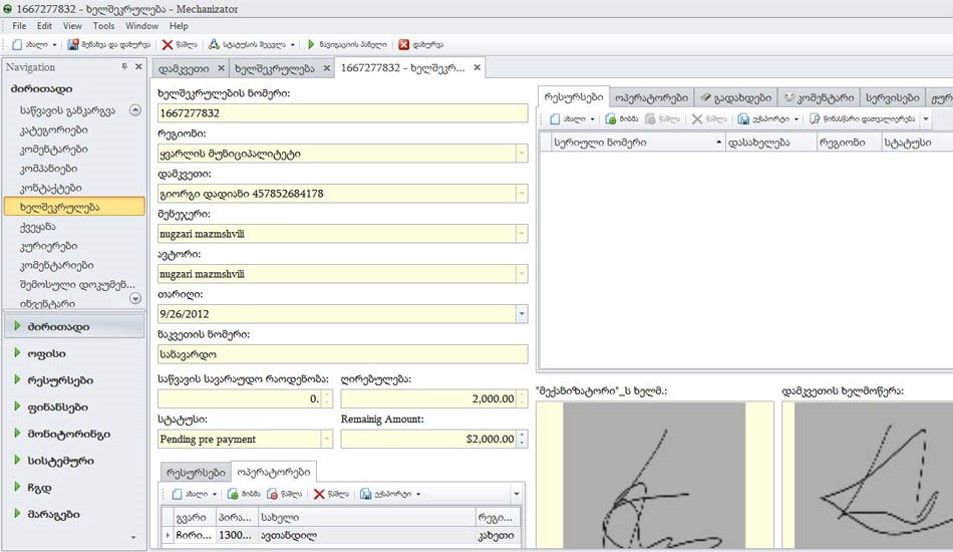 1667277832 - ხელშეკრულება - Mechanizator
File Edit View Tools Window Help
ახალი შენახვა და დახურვა წაშლა სტატუსის შეცვლა ნავიგაციის პანელი დახურვა
Navigation
ძირითადი
საწვავის განკარგვა
კატეგორიები
კომენტარები
კომპანიები
კონტაქტები
ხელშეკრულება
ქვეყანა
კურიერები
კომენტარიები
შემოსული დოკუმენ...
ინვენტარი
ძირითადი
ოფისი
რესურსები
ფინანსები
მონიტორინგი
სისტემური
ჩგდ
მარაგები
დამკვეთი ხელშეკრულება 1667277832 - ხელშეკრ...
ხელშეკრულების ნომერი:
1667277832
რეგიონი:
ყვარლის მუნიციპალიტეტი
დამკვეთი:
გიორგი დადიანი 457852684178
მენეჯერი:
nugzari mazmshvili
ავტორი:
nugzari mazmshvili
თარიღი:
9/26/2012
ნაკვეთის ნომერი:
სანავარდო
საწვავის სავარაუდო რაოდენობა: ღირებულება:
0. 2,000.00
სტატუსი: Remainig Amount:
Pending pre payment $2,000.00
რესურსები ოპერატორები
ახალი მიბმა წაშლა წაშლა ექსპორტი
გვარი პირა... სახელი რეგი...
ჩირი... 1300... ავთანდილ კახეთი
რესურსები ოპერატორები გადახდები კომენტარი სერვისები ჟურ
ახალი მიბმა წაშლა წაშლა ექსპორტი წინასწარი დათვალიერება
სერიული ნომერი დასახელება რეგიონი სტატუსი
"მექანიზატორი"_ს ხელმ.: დამკვეთის ხელმოწერა: